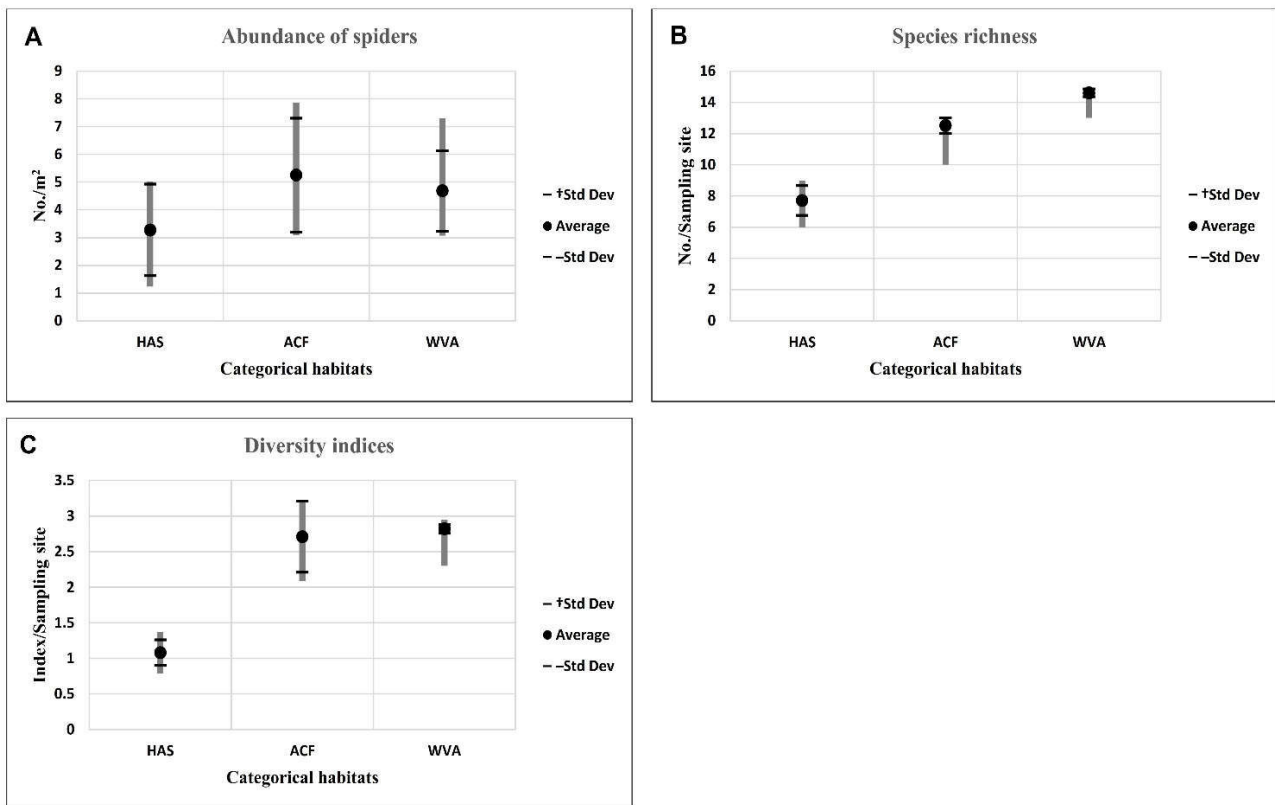 A
Abundance of spiders
No./m²
9
8
7
6
5
4
3
2
1
0
HAS ACF WVA
Categorical habitats
†Std Dev
Average
–Std Dev
B
Species richness
No./Sampling site
16
14
12
10
8
6
4
2
0
HAS ACF WVA
Categorical habitats
†Std Dev
Average
–Std Dev
C
Diversity indices
Index/Sampling site
3.5
3
2.5
2
1.5
1
0.5
0
HAS ACF WVA
Categorical habitats
†Std Dev
Average
–Std Dev